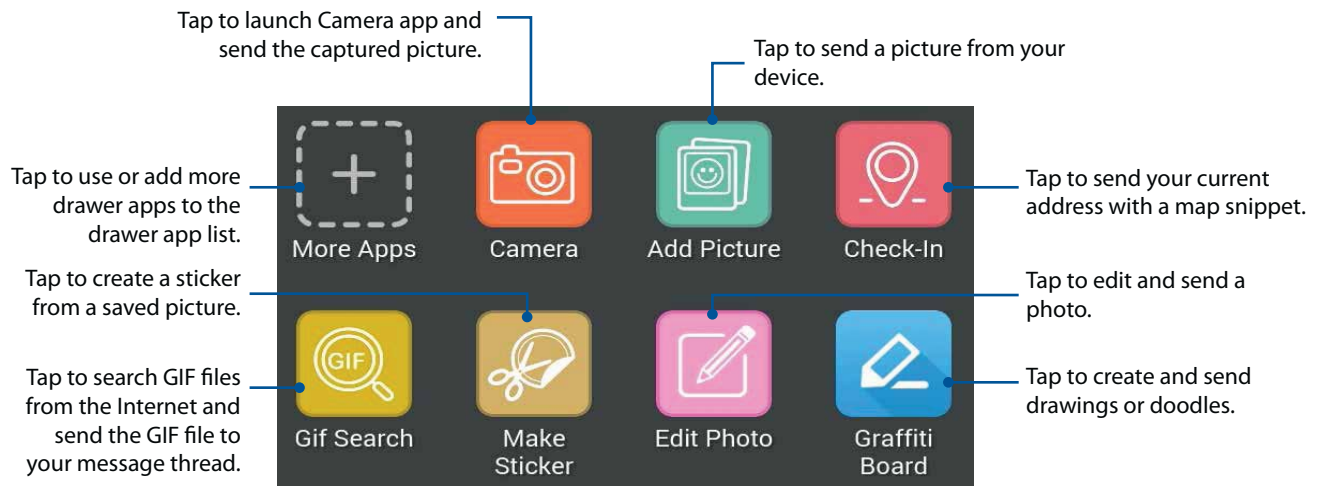 Tap to launch Camera app and
send the captured picture.
Tap to send a picture from your
device.
Tap to use or add more
drawer apps to the
drawer app list.
Tap to send your current
address with a map snippet.
More Apps
Camera
Add Picture
Check-In
Tap to create a sticker
from a saved picture.
Tap to edit and send a
photo.
GIF
Tap to search GIF files
from the Internet and
send the GIF file to
your message thread.
Tap to create and send
drawings or doodles.
Gif Search
Make
Sticker
Edit Photo
Graffiti
Board